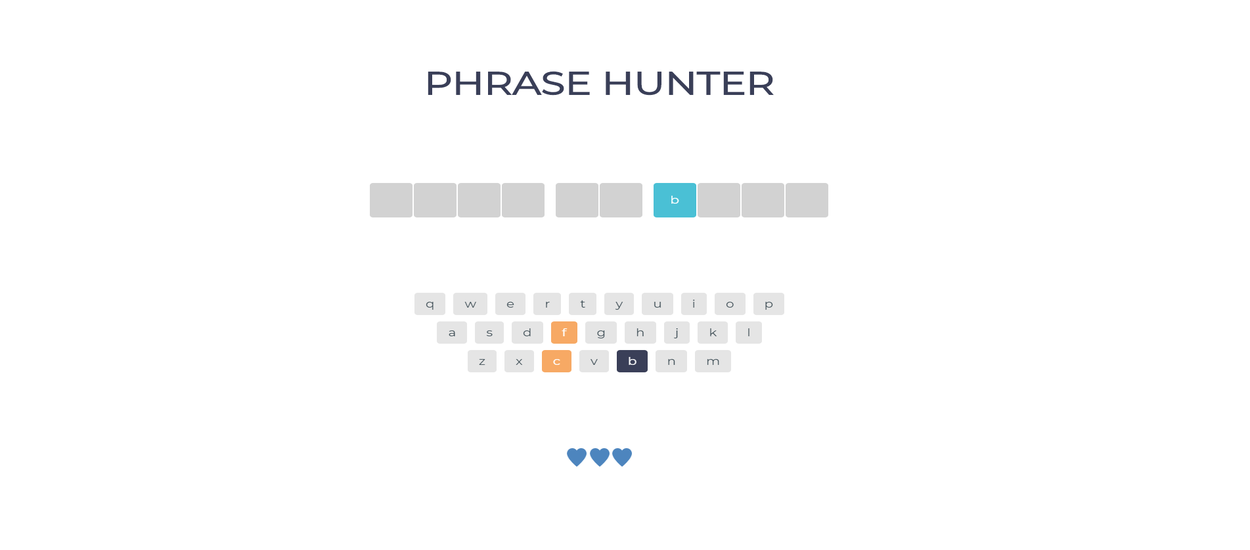 PHRASE HUNTER
b
q w e r t y u i o p
a s d f g h j k l
z x c v b n m